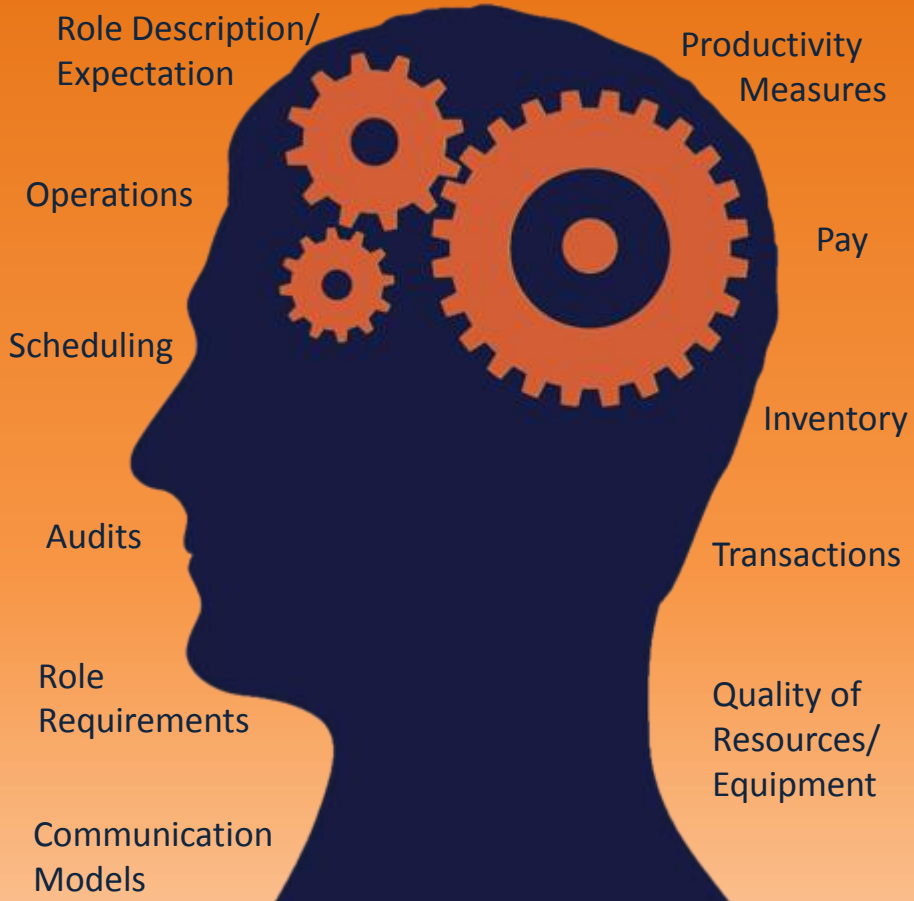 Role Description/
Expectation
Operations
Scheduling
Audits
Role
Requirements
Communication
Models
Productivity
Measures
Pay
Inventory
Transactions
Quality of
Resources/
Equipment